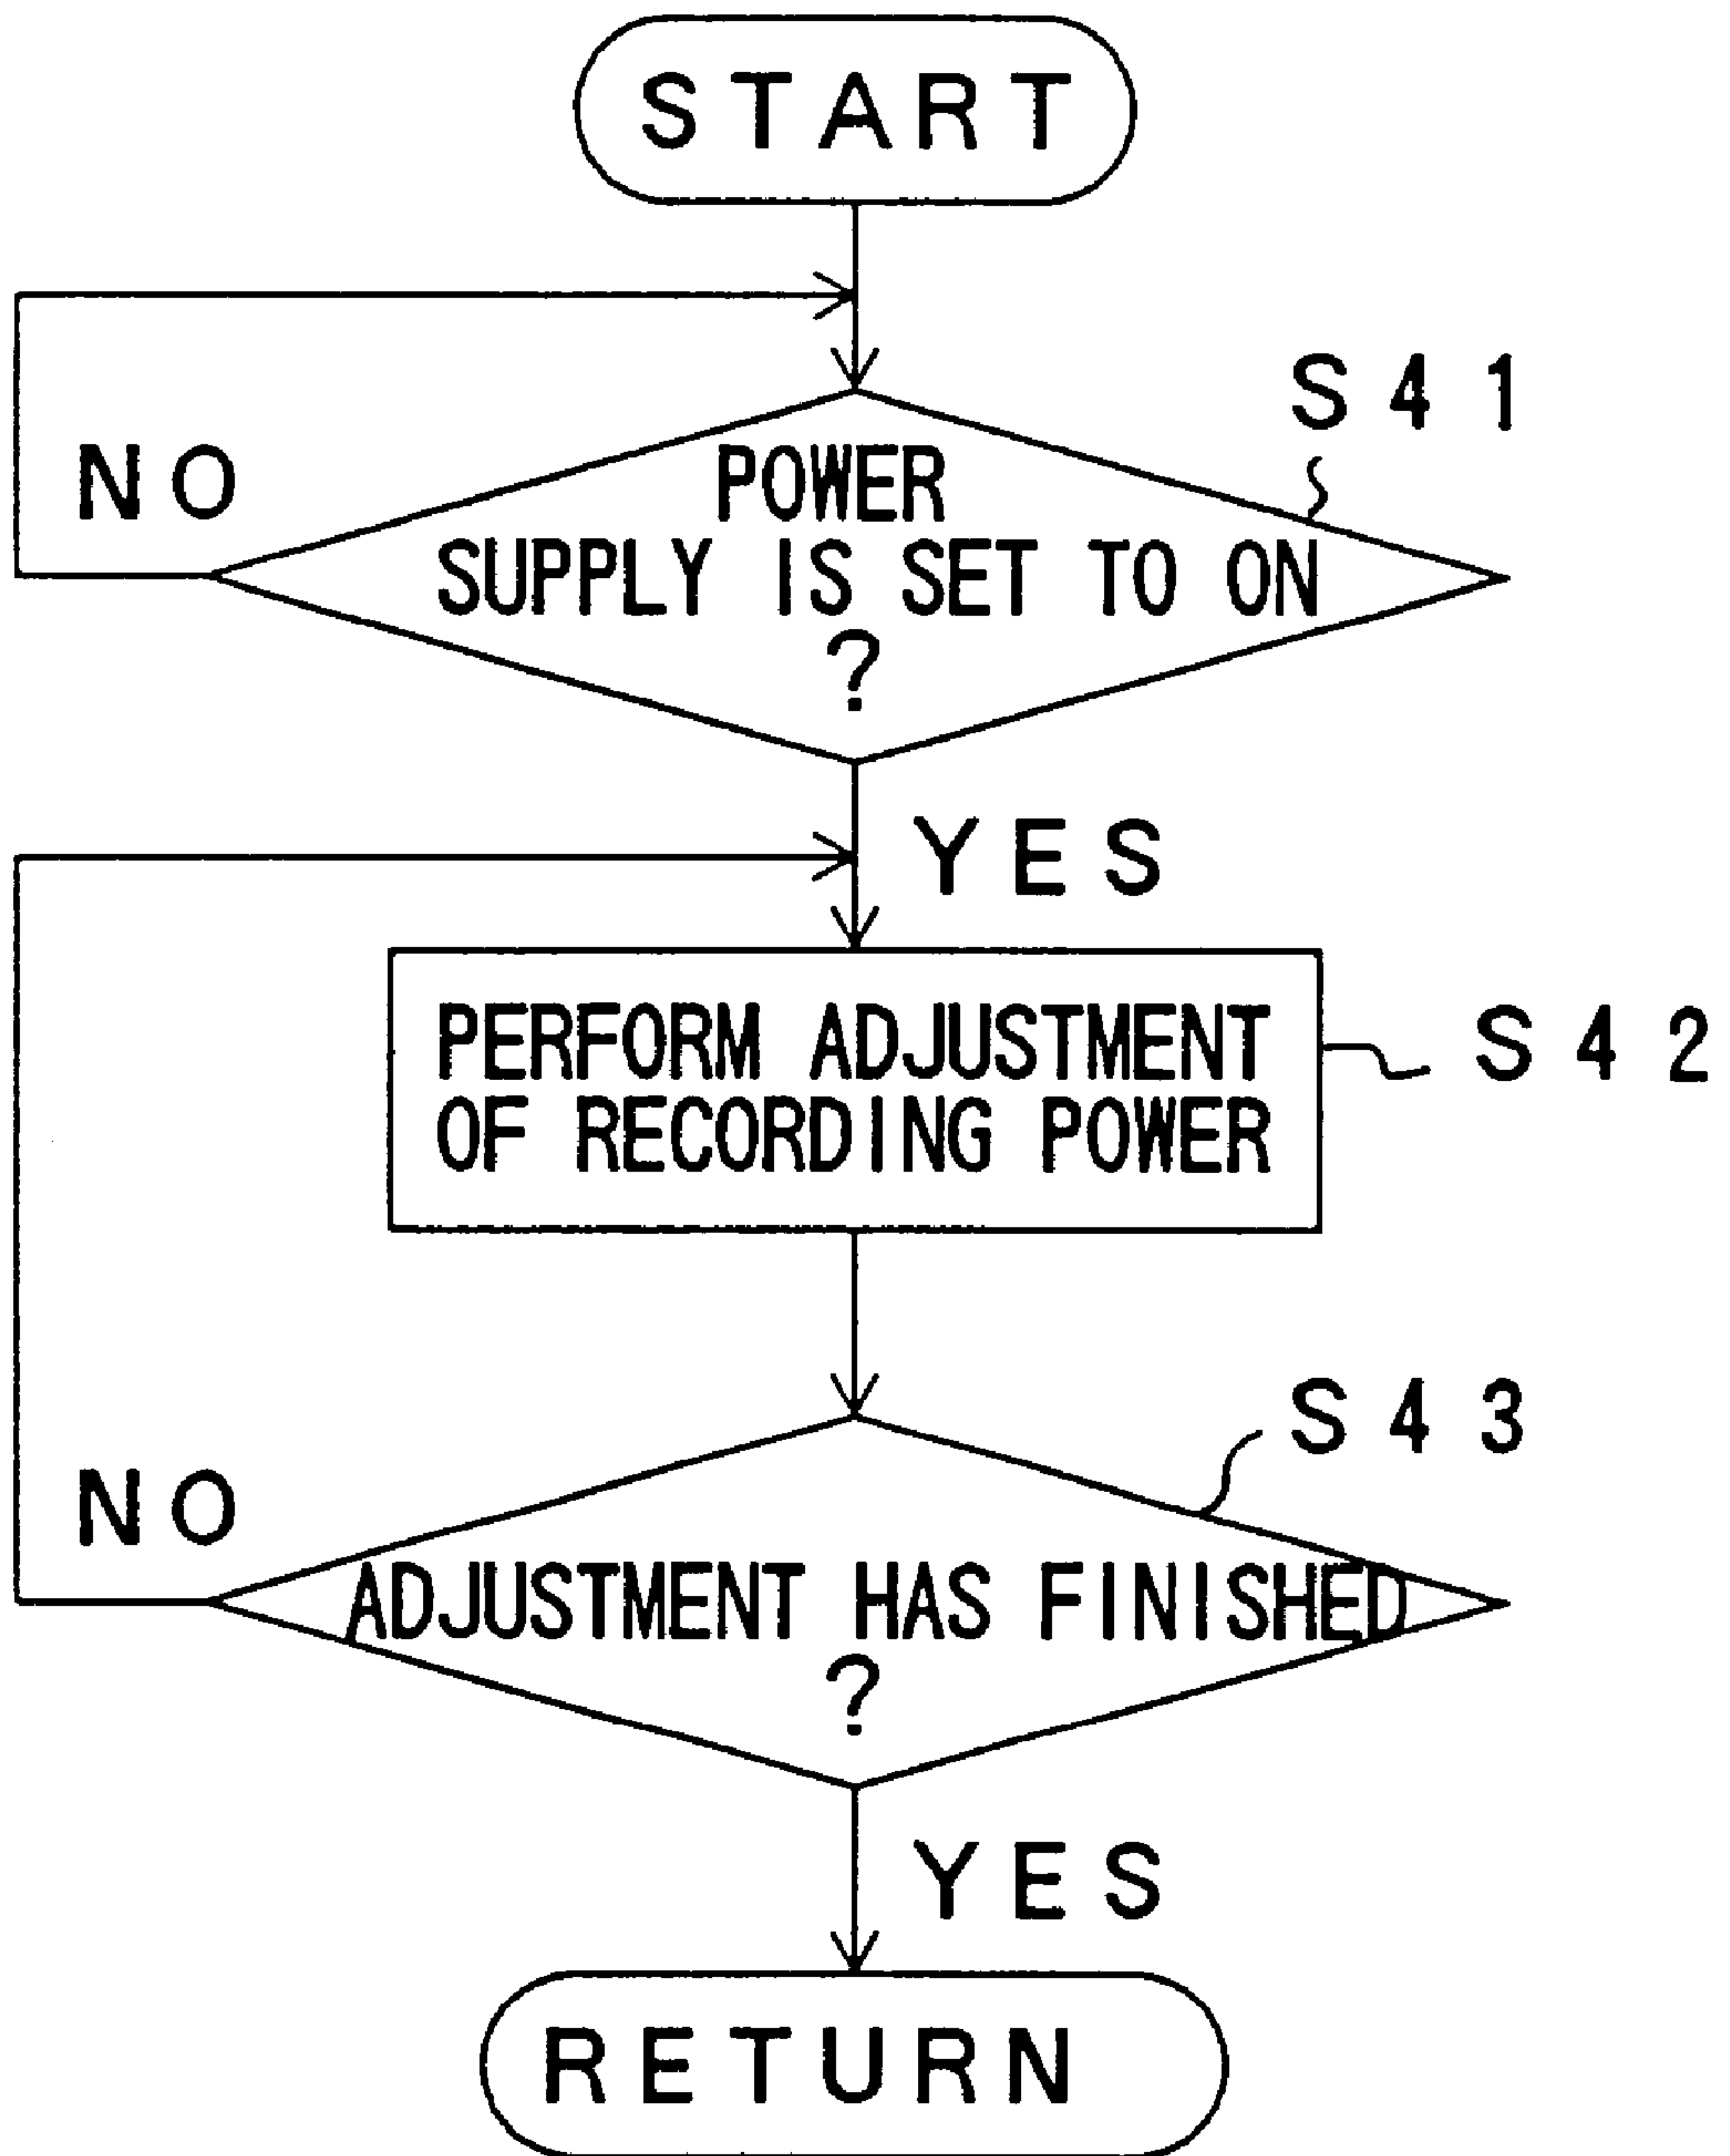 START
S41
NO
POWER
SUPPLY IS SET TO ON
?
YES
PERFORM ADJUSTMENT
OF RECORDING POWER
S42
S43
NO
ADJUSTMENT HAS FINISHED
?
YES
RETURN